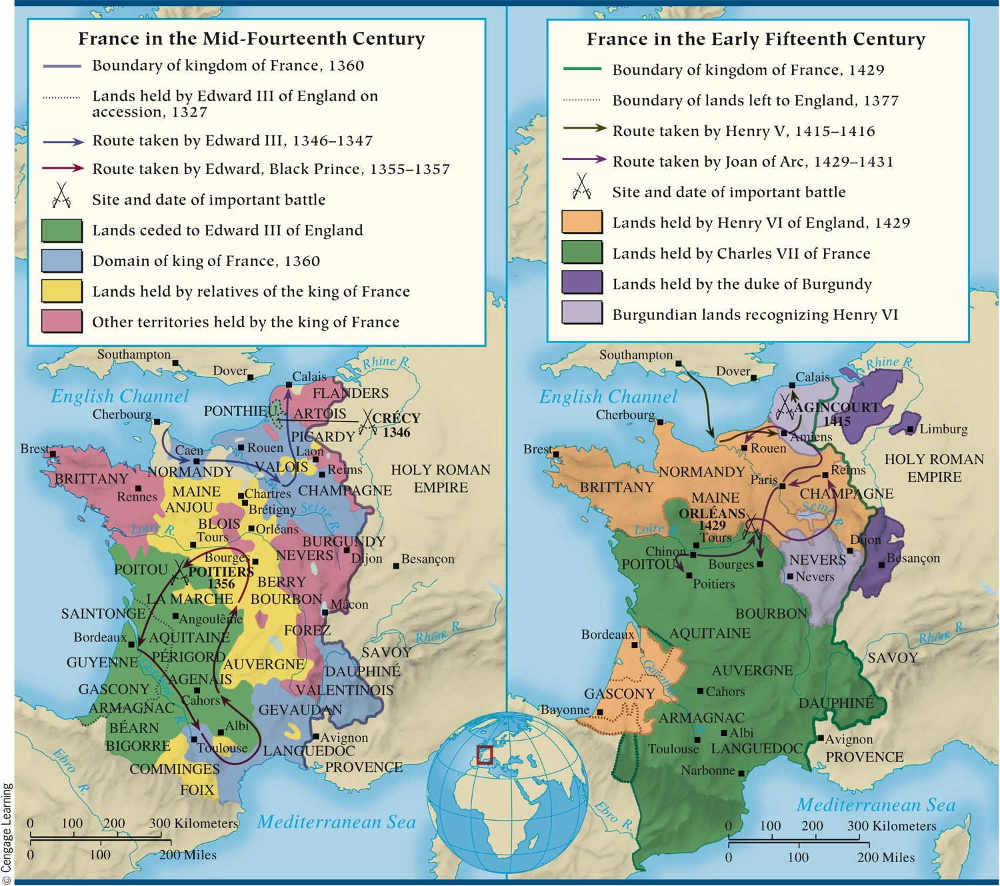 France in the Mid-Fourteenth Century
Boundary of kingdom of France, 1360
Lands held by Edward III of England on
accession, 1327
Route taken by Edward III, 1346–1347
Route taken by Edward, Black Prince, 1355–1357
Site and date of important battle
Lands ceded to Edward III of England
Domain of king of France, 1360
Lands held by relatives of the king of France
Other territories held by the king of France
Southampton
Dover
Calais
Rhine R.
English Channel
FLANDERS
PONTHIEU
ARTOIS
CRÉCY
1346
Cherbourg
PICARDY
Brest
Caen
Rouen
Laon
NORMANDY
VALOIS
Reims
HOLY ROMAN
EMPIRE
BRITTANY
Rennes
MAINE
Chartres
CHAMPAGNE
ANJOU
Brétigny
Seine R.
BLOIS
Orléans
Loire R.
Tours
BURGUNDY
Bourges
NEVERS
Dijon
Besançon
POITOU
POITIERS
1356
BERRY
LA MARCHE
BOURBON
Mâcon
SAINTONGE
Angoulême
FOREZ
Bordeaux
AQUITAINE
Rhône R.
GUYENNE
PÉRIGORD
AUVERGNE
SAVOY
DAUPHINÉ
Garonne R.
GASCONY
AGENAIS
VALENTINOIS
Cahors
ARMAGNAC
GEVAUDAN
BÉARN
Albi
BIGORRE
Toulouse
Avignon
LANGUEDOC
COMMINGES
PROVENCE
FOIX
Ebro R.
Mediterranean Sea
0 100 200 300 Kilometers
0 100 200 Miles
© Cengage Learning
France in the Early Fifteenth Century
Boundary of kingdom of France, 1429
Boundary of lands left to England, 1377
Route taken by Henry V, 1415–1416
Route taken by Joan of Arc, 1429–1431
Site and date of important battle
Lands held by Henry VI of England, 1429
Lands held by Charles VII of France
Lands held by the duke of Burgundy
Burgundian lands recognizing Henry VI
Southampton
Dover
Calais
Rhine R.
English Channel
AGINCOURT
1415
Cherbourg
Limburg
Amiens
Brest
Rouen
HOLY ROMAN
EMPIRE
NORMANDY
Reims
Paris
BRITTANY
MAINE
CHAMPAGNE
Seine R.
ORLÉANS
1429
Loire R.
Tours
Dijon
Chinon
POITOU
Bourges
NEVERS
Besançon
Nevers
Poitiers
BOURBON
Bordeaux
AQUITAINE
Rhône R.
SAVOY
AUVERGNE
Garonne
GASCONY
Cahors
DAUPHINÉ
Bayonne
ARMAGNAC
Albi
Avignon
Toulouse
LANGUEDOC
PROVENCE
Narbonne
Ebro R.
Mediterranean Sea
0 100 200 300 Kilometers
0 100 200 Miles